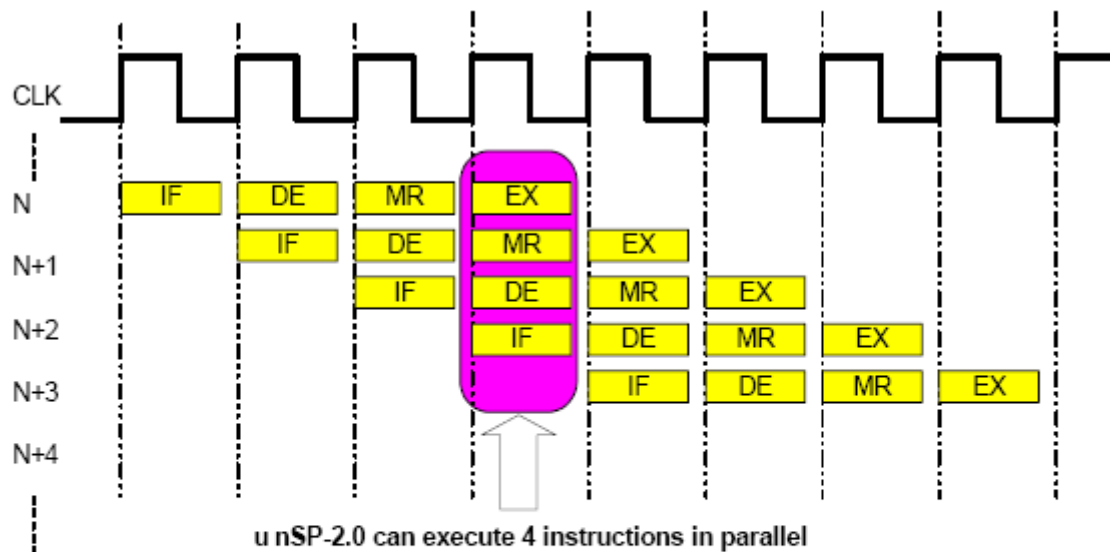 CLK
N IF DE MR EX
N+1 IF DE MR EX
IF DE MR EX
N+2 IF DE MR EX
N+3 IF DE MR EX
N+4
u nSP-2.0 can execute 4 instructions in parallel